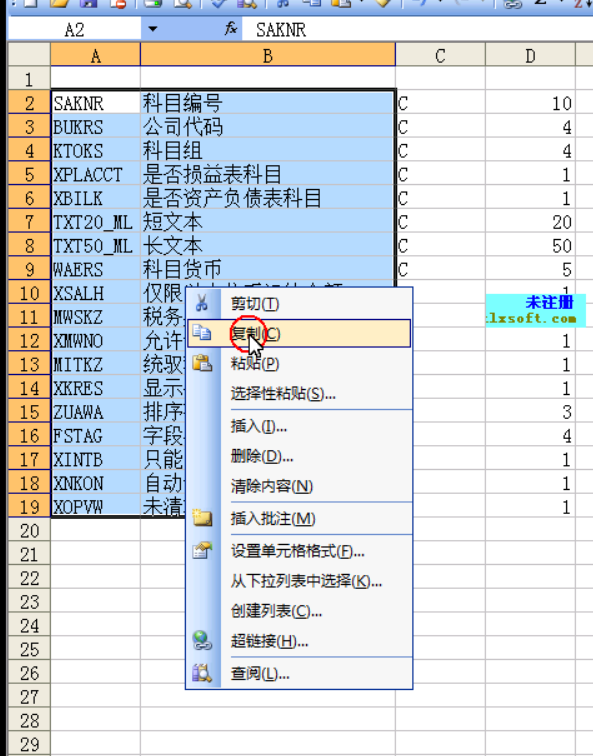 A2 fx SAKNR
A B C D
1
2 SAKNR 科目编号 C 10
3 BUKRS 公司代码 C 4
4 KTOKS 科目组 C 4
5 XPLACCT 是否损益表科目 C 1
6 XBILK 是否资产负债表科目 C 1
7 TXT20_ML 短文本 C 20
8 TXT50_ML 长文本 C 50
9 WAERS 科目货币 C 5
10 XSALH 仅限
11 MWSKZ 税务
12 XMWNO 允许 1
13 MITKZ 统驭 1
14 XKRES 显示 1
15 ZUAWA 排序 3
16 FSTAG 字段 4
17 XINTB 只能 1
18 XNKON 自动 1
19 XOPVW 未清 1
20
21
22
23
24
25
26
27
28
29
剪切(T)
复制(C)
粘贴(P)
选择性粘贴(S)...
插入(I)...
删除(D)...
清除内容(N)
插入批注(M)
设置单元格格式(F)...
从下拉列表中选择(K)...
创建列表(C)...
超链接(H)...
查阅(L)...
未注册
lxsoft.com